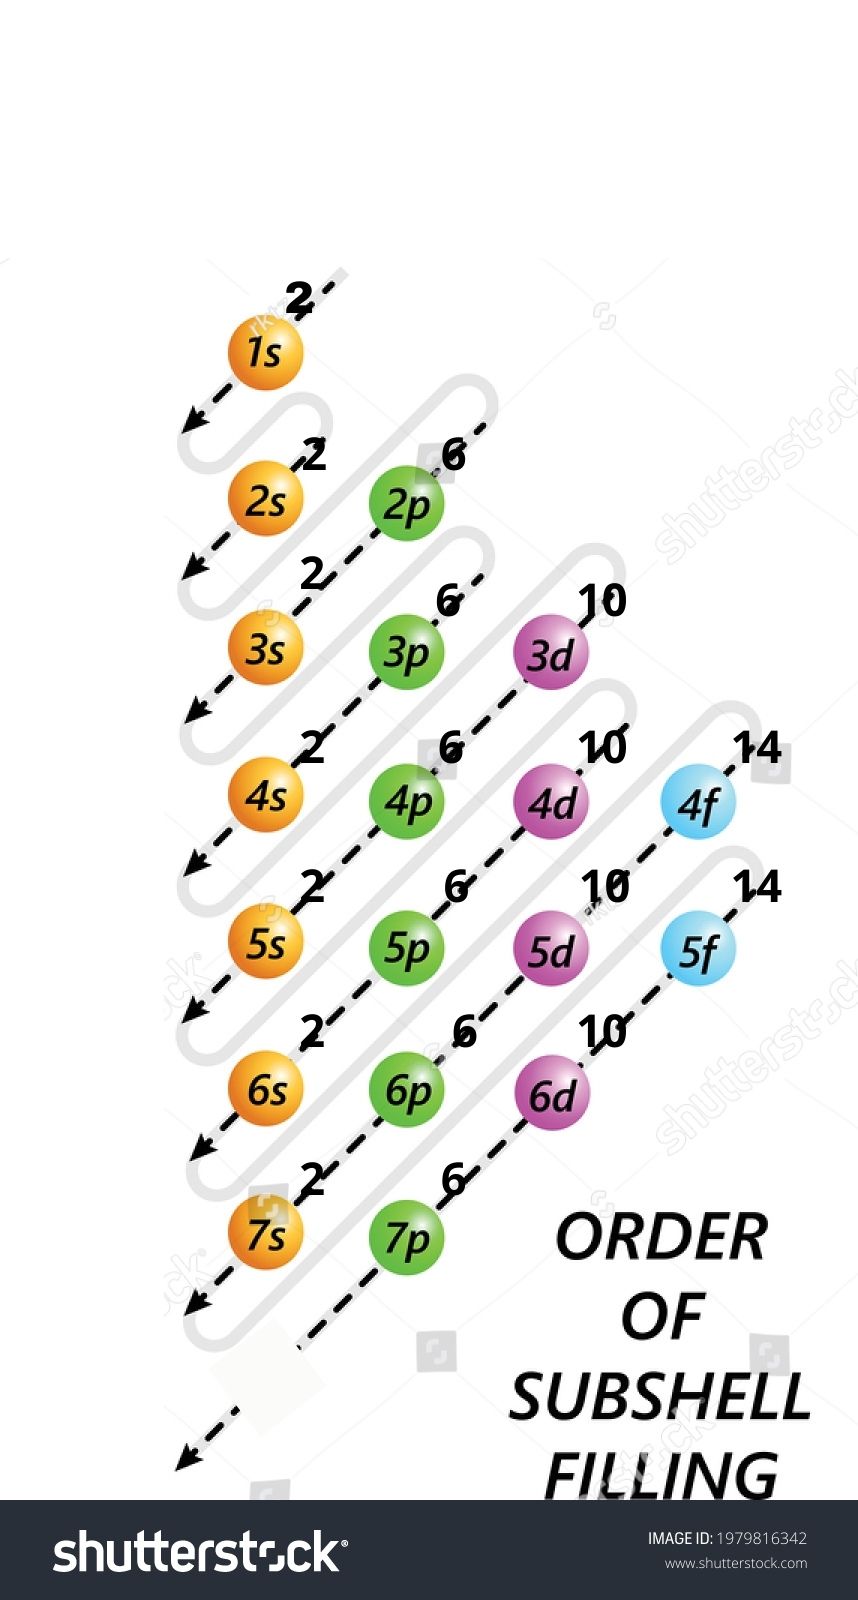 2
1s
2 6
2s 2p
2 6 10
3s 3p 3d
2 6 10 14
4s 4p 4d 4f
2 6 10 14
5s 5p 5d 5f
2 6 10
6s 6p 6d
2 6
7s 7p
ORDER
OF
SUBSHELL
FILLING
shutterstock
shutterstock
shutterstock®
IMAGE ID: 1979816342
www.shutterstock.com